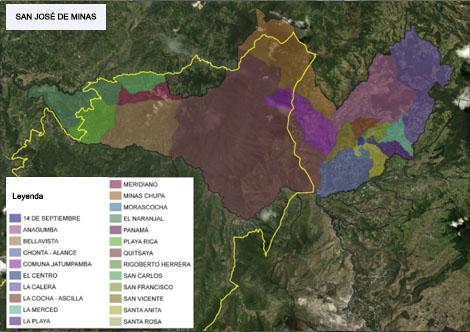 SAN JOSÉ DE MINAS
Leyenda
14 DE SEPTIEMBRE
ANAGUMBA
BELLAVISTA
CHONTA - ALANCE
COMUNA JATUMPAMBA
EL CENTRO
LA CALERA
LA COCHA - ASCILLA
LA MERCED
LA PLAYA
MERIDIANO
MINAS CHUPA
MORASCOCHA
EL NARANJAL
PANAMÁ
PLAYA RICA
QUITSAYA
RIGOBERTO HERRERA
SAN CARLOS
SAN FRANCISCO
SAN VICENTE
SANTA ANITA
SANTA ROSA